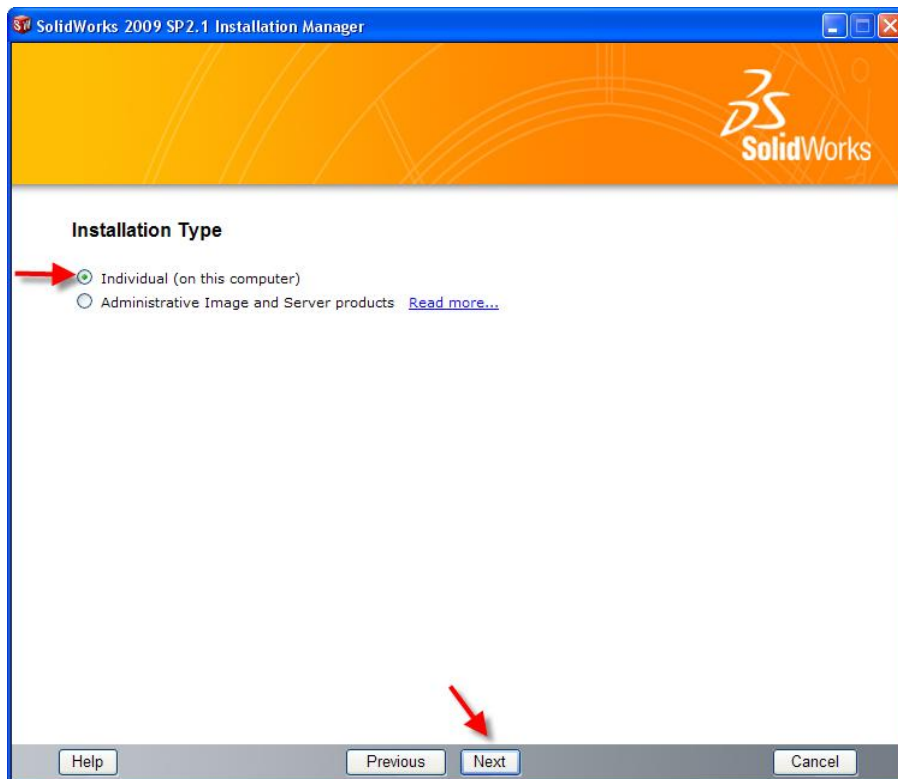 SolidWorks 2009 SP2.1 Installation Manager
SolidWorks
Installation Type
Individual (on this computer)
Administrative Image and Server products Read more...
Help Previous Next Cancel